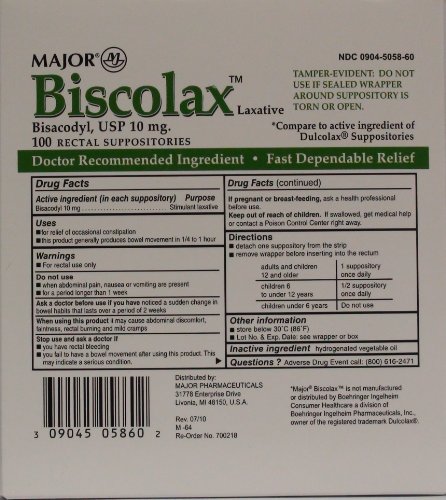 MAJOR®
Biscolax™
Laxative
Bisacodyl, USP 10 mg.
100 RECTAL SUPPOSITORIES
NDC 0904-5058-60
TAMPER-EVIDENT: DO NOT
USE IF SEALED WRAPPER
AROUND SUPPOSITORY IS
TORN OR OPEN.
*Compare to active ingredient of
Dulcolax® Suppositories
Doctor Recommended Ingredient • Fast Dependable Relief
Drug Facts
Active ingredient (in each suppository) Purpose
Bisacodyl 10 mg ........................ Stimulant laxative
Uses
■ for relief of occasional constipation
■ this product generally produces bowel movement in 1/4 to 1 hour
Warnings
■ For rectal use only
Do not use
■ when abdominal pain, nausea or vomiting are present
■ for a period longer than 1 week
Ask a doctor before use if you have noticed a sudden change in
bowel habits that lasts over a period of 2 weeks
When using this product it may cause abdominal discomfort,
faintness, rectal burning and mild cramps
Stop use and ask a doctor if
■ you have rectal bleeding
■ you fail to have a bowel movement after using this product. This
may indicate a serious condition.
Drug Facts (continued)
If pregnant or breast-feeding, ask a health professional
before use.
Keep out of reach of children. If swallowed, get medical help
or contact a Poison Control Center right away.
Directions
■ detach one suppository from the strip
■ remove wrapper before inserting into the rectum
adults and children 1 suppository
12 and older once daily
children 6 1/2 suppository
to under 12 years once daily
children under 6 years Do not use
Other information
■ store below 30°C (86°F)
■ Lot No. & Exp. Date: see wrapper or box
Inactive ingredient hydrogenated vegetable oil
Questions ? Adverse Drug Event call: (800) 616-2471
3 09045 05860 2
Distributed by:
MAJOR PHARMACEUTICALS
31778 Enterprise Drive
Livonia, MI 48150, U.S.A.
Rev. 07/10
M-64
Re-Order No. 700218
*Major® Biscolax™ is not manufactured
or distributed by Boehringer Ingelheim
Consumer Healthcare a division of
Boehringer Ingelheim Pharmaceuticals, Inc.,
owner of the registered trademark Dulcolax®.